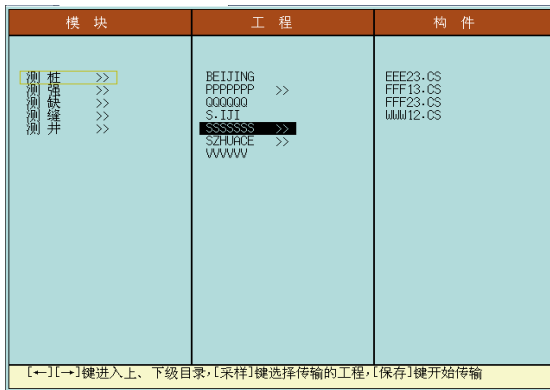 模 块
工 程
构 件
测 桩 >>
测 强 >>
测 缺 >>
测 缝 >>
测 井 >>
BEIJING
PPPPPPP >>
QQQQQQ
S.IJI
SSSSSSS >>
SZHUACE >>
VVVVVV
EEE23.CS
FFF13.CS
FFF23.CS
WWW12.CS
[←][→]键进入上、下级目录,[采样]键选择传输的工程,[保存]键开始传输